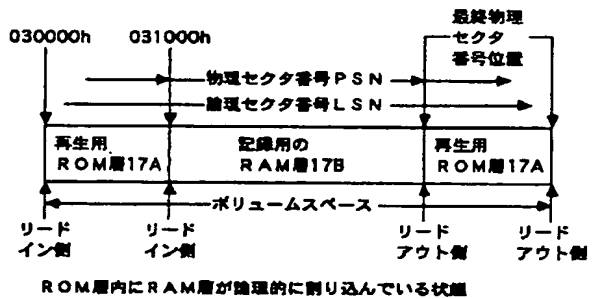 030000h
031000h
最終物理
セクタ
番号位置
物理セクタ番号PSN
論理セクタ番号LSN
再生用
ROM層17A
記録用の
RAM層17B
再生用
ROM層17A
ボリュームスペース
リード
イン側
リード
イン側
リード
アウト側
リード
アウト側
ROM層内にRAM層が論理的に割り込んでいる状態